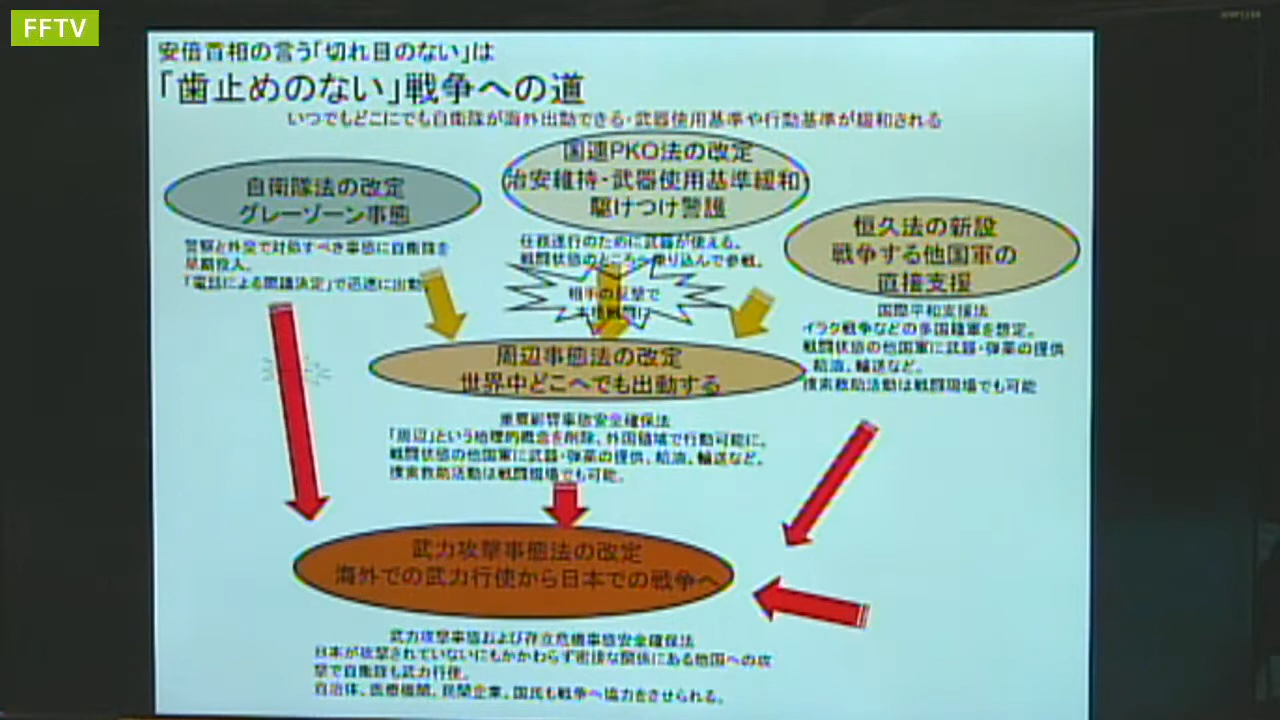 FFTV
安倍首相の言う「切れ目のない」は
「歯止めのない」戦争への道
いつでもどこにでも自衛隊が海外出動できる・武器使用基準や行動基準が緩和される
国連PKO法の改定
治安維持・武器使用基準緩和
駆けつけ警護
自衛隊法の改定
グレーゾーン事態
恒久法の新設
戦争する他国軍の
直接支援
任務遂行のために武器が使える。
戦闘状態のところへ乗り込んで参戦。
警察と外交で対処すべき事態に自衛隊を
早期投入。
「電話による閣議決定」で迅速に出動。
相手の反撃で
本格戦闘に
国際平和支援法
イラク戦争などの多国籍軍を想定。
戦闘状態の他国軍に武器・弾薬の提供
、給油、輸送など。
捜索救助活動は戦闘現場でも可能
周辺事態法の改定
世界中どこへでも出動する
重要影響事態安全確保法
「周辺」という地理的概念を削除、外国領域で行動可能に。
戦闘状態の他国軍に武器・弾薬の提供、給油、輸送など。
捜索救助活動は戦闘現場でも可能。
武力攻撃事態法の改定
海外での武力行使から日本での戦争へ
武力攻撃事態および存立危機事態安全確保法
日本が攻撃されていないにもかかわらず密接な関係にある他国への攻
撃で自衛隊も武力行使。
自治体、医療機関、民間企業、国民も戦争へ協力をさせられる。